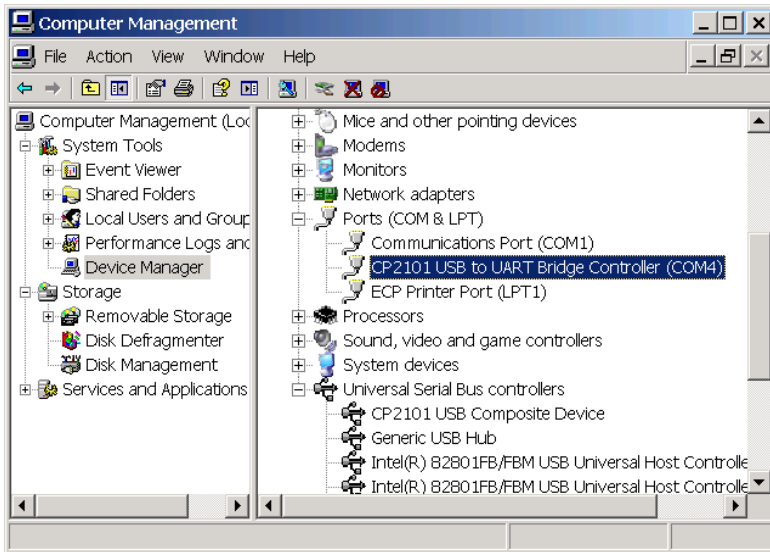 Computer Management
File Action View Window Help
Computer Management (Loc
System Tools
Event Viewer
Shared Folders
Local Users and Group
Performance Logs and
Device Manager
Storage
Removable Storage
Disk Defragmenter
Disk Management
Services and Applications
Mice and other pointing devices
Modems
Monitors
Network adapters
Ports (COM & LPT)
Communications Port (COM1)
CP2101 USB to UART Bridge Controller (COM4)
ECP Printer Port (LPT1)
Processors
Sound, video and game controllers
System devices
Universal Serial Bus controllers
CP2101 USB Composite Device
Generic USB Hub
Intel(R) 82801FB/FBM USB Universal Host Controlle
Intel(R) 82801FB/FBM USB Universal Host Controlle